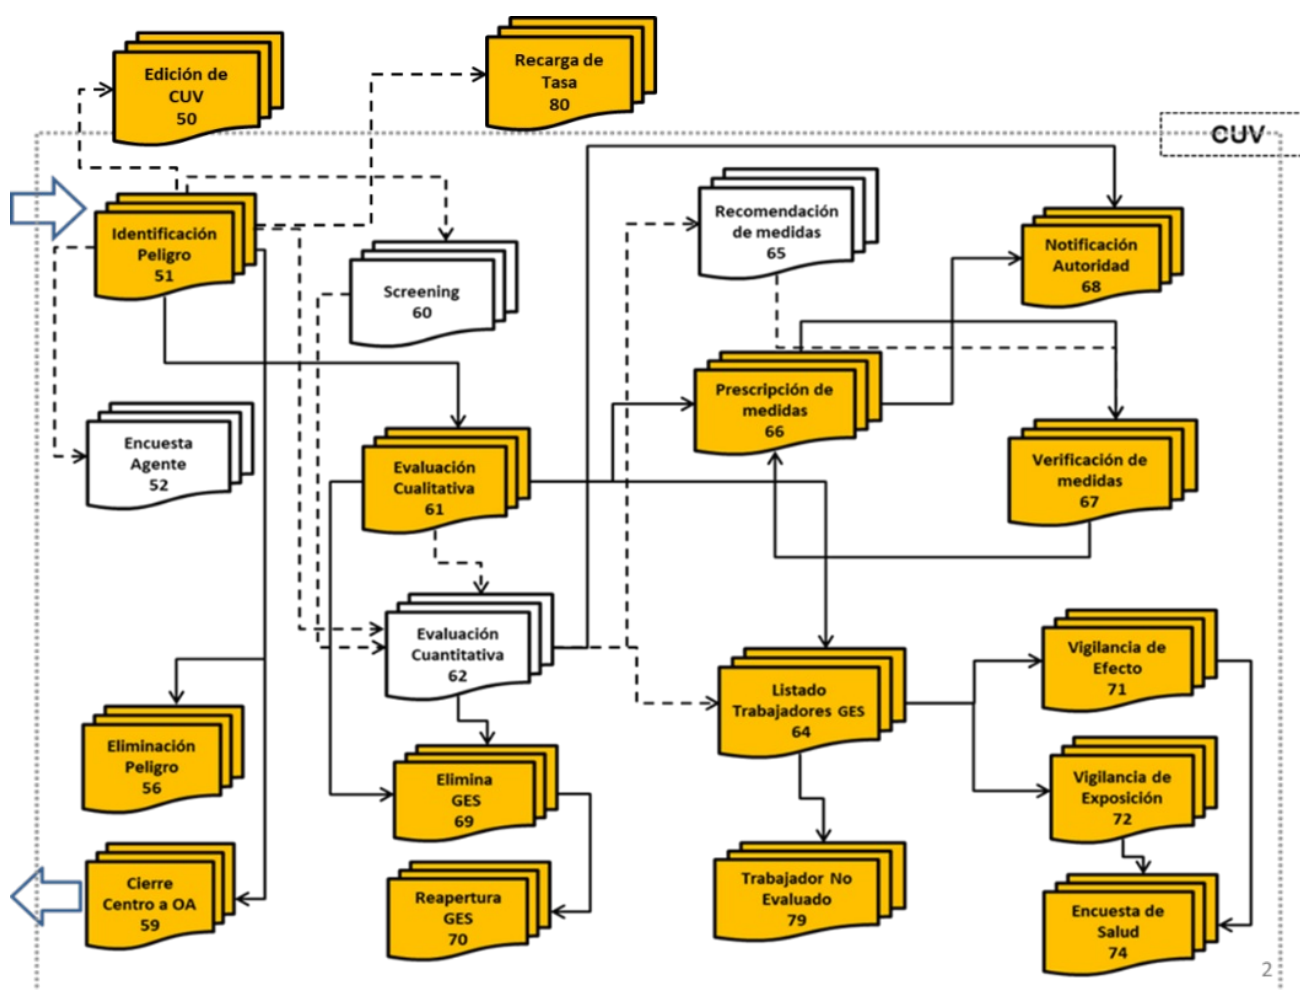 Edición de
CUV
50
Recarga de
Tasa
80
CUV
Identificación
Peligro
51
Screening
60
Recomendación
de medidas
65
Notificación
Autoridad
68
Encuesta
Agente
52
Evaluación
Cualitativa
61
Prescripción de
medidas
66
Verificación de
medidas
67
Evaluación
Cuantitativa
62
Listado
Trabajadores GES
64
Vigilancia de
Efecto
71
Eliminación
Peligro
56
Elimina
GES
69
Vigilancia de
Exposición
72
Cierre
Centro a OA
59
Reapertura
GES
70
Trabajador No
Evaluado
79
Encuesta de
Salud
74
2